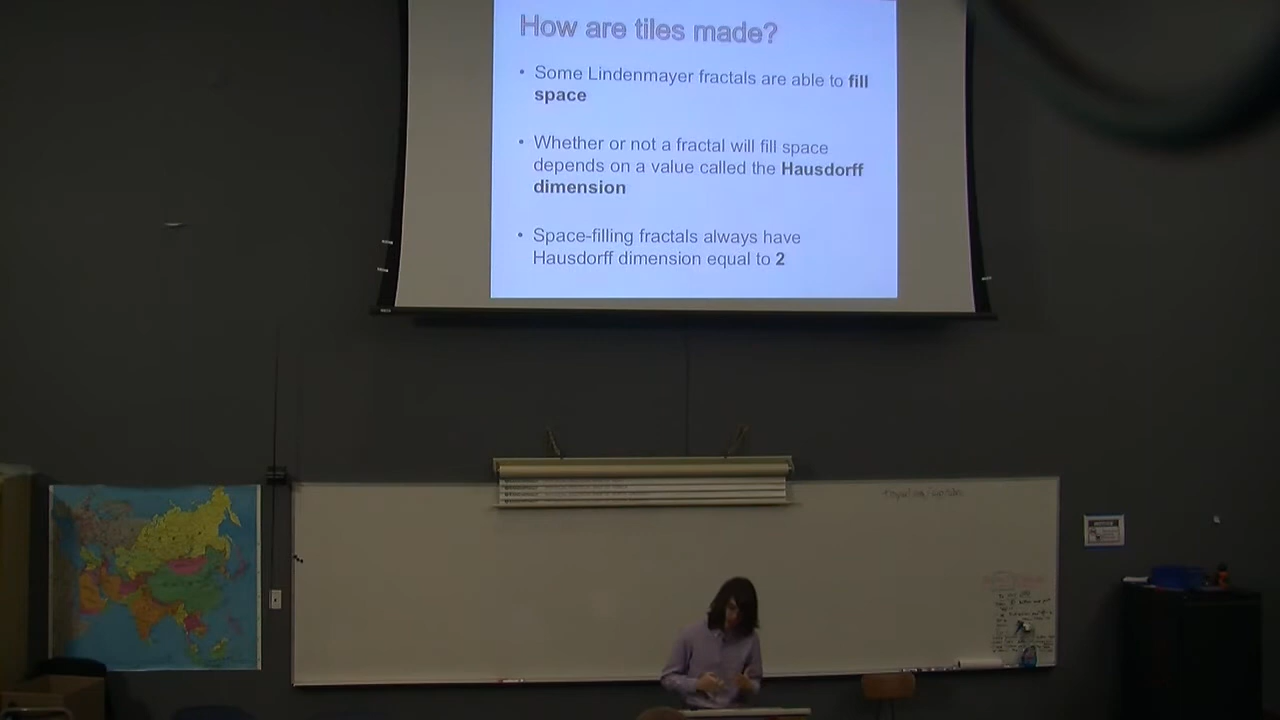 How are tiles made?
• Some Lindenmayer fractals are able to fill
space
• Whether or not a fractal will fill space
depends on a value called the Hausdorff
dimension
• Space-filling fractals always have
Hausdorff dimension equal to 2